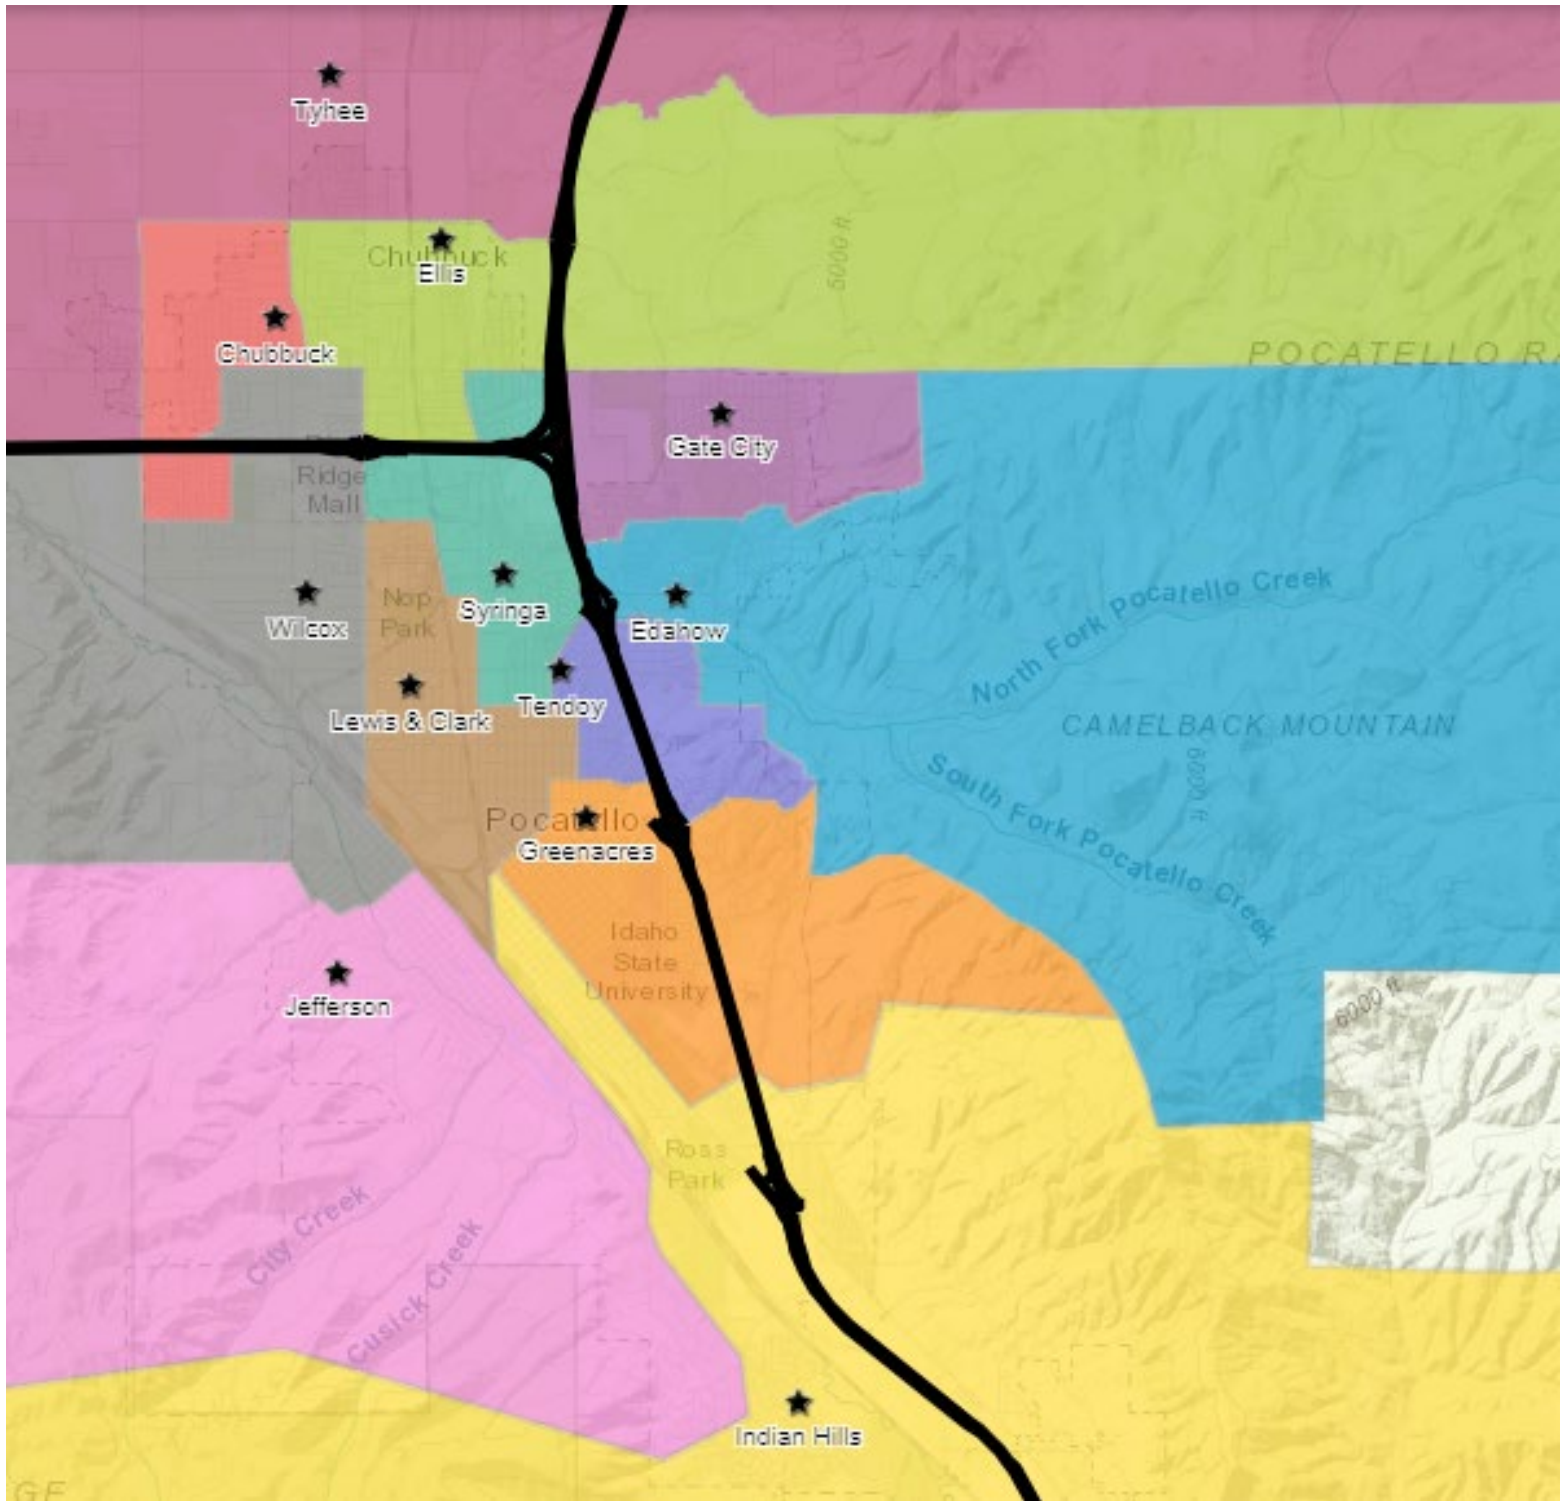 Tyhee
Chubbuck
Ellis
6000 ft
Chubbuck
POCATELLO RA
Gate City
Ridge
Mall
North Fork Pocatello Creek
Nop
Park
Syringa
Wilcox
Edahow
Lewis & Clark
Tendoy
CAMELBACK MOUNTAIN
6000 ft
South Fork Pocatello Creek
Pocatello
Greenacres
Idaho
State
University
Jefferson
6000 ft
Ross
Park
City Creek
Cusick Creek
Indian Hills
GE